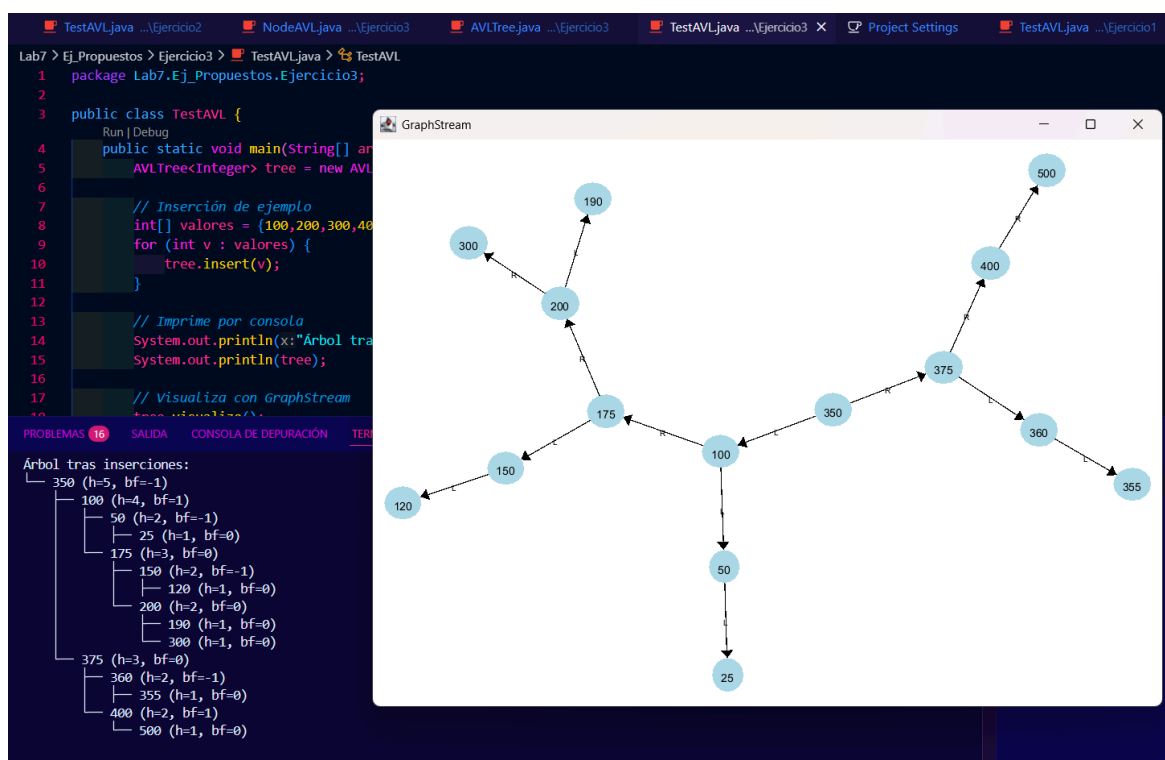 TestAVL.java ...\Ejercicio2
NodeAVL.java ...\Ejercicio3
AVLTree.java ...\Ejercicio3
TestAVL.java ...\Ejercicio3
Project Settings
TestAVL.java ...\Ejercicio1
Lab7 > Ej_Propuestos > Ejercicio3 > TestAVL.java > TestAVL
1 package Lab7.Ej_Propuestos.Ejercicio3;
2
3 public class TestAVL {
Run | Debug
4 public static void main(String[] ar
5 AVLTree<Integer> tree = new AVL
6
7 // Inserción de ejemplo
8 int[] valores = {100,200,300,40
9 for (int v : valores) {
10 tree.insert(v);
11 }
12
13 // Imprime por consola
14 System.out.println(x:"Árbol tra
15 System.out.println(tree);
16
17 // Visualiza con GraphStream
PROBLEMAS 16 SALIDA CONSOLA DE DEPURACIÓN TER
Árbol tras inserciones:
└── 350 (h=5, bf=-1)
├── 100 (h=4, bf=1)
│ ├── 50 (h=2, bf=-1)
│ │ ├── 25 (h=1, bf=0)
│ └── 175 (h=3, bf=0)
│ ├── 150 (h=2, bf=-1)
│ │ ├── 120 (h=1, bf=0)
│ └── 200 (h=2, bf=0)
│ ├── 190 (h=1, bf=0)
│ └── 300 (h=1, bf=0)
└── 375 (h=3, bf=0)
├── 360 (h=2, bf=-1)
│ ├── 355 (h=1, bf=0)
└── 400 (h=2, bf=1)
└── 500 (h=1, bf=0)
GraphStream
500
190
300
L
R
R
400
200
R
R
375
L
R
350
175
R
L
360
L
100
L
L
150
355
L
120
L
50
L
25